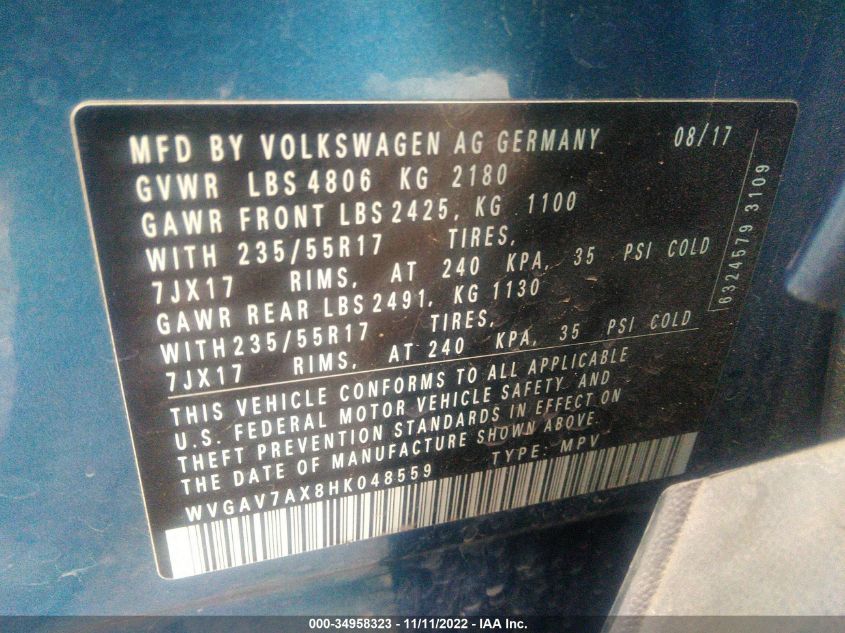 MFD BY VOLKSWAGEN AG GERMANY 08/17
GVWR LBS 4806 KG 2180
GAWR FRONT LBS 2425, KG 1100
WITH 235/55R17 TIRES,
7JX17 RIMS, AT 240 KPA, 35 PSI COLD
GAWR REAR LBS 2491, KG 1130
WITH 235/55R17 TIRES,
7JX17 RIMS, AT 240 KPA, 35 PSI COLD
THIS VEHICLE CONFORMS TO ALL APPLICABLE
U.S. FEDERAL MOTOR VEHICLE SAFETY AND
THEFT PREVENTION STANDARDS IN EFFECT ON
THE DATE OF MANUFACTURE SHOWN ABOVE.
WVGAV7AX8HK048559 TYPE: MPV
6324579 3109
000-34958323 - 11/11/2022 - IAA Inc.